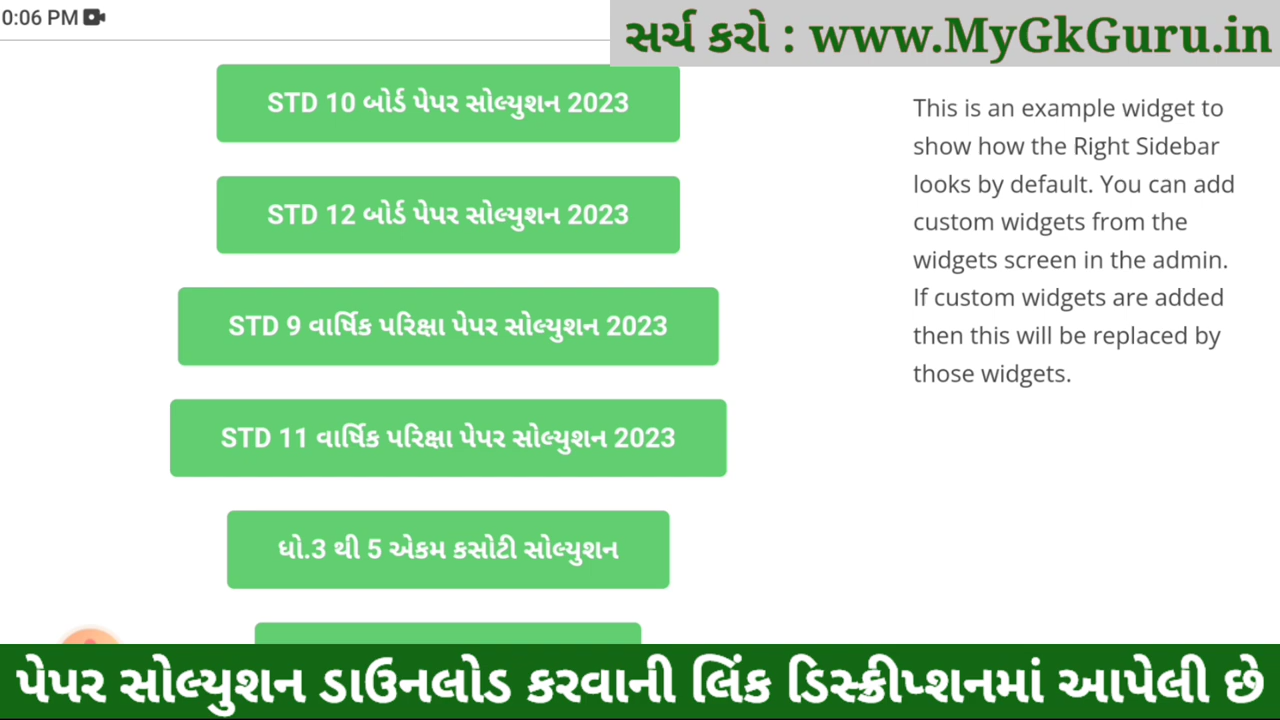 0:06 PM
સર્ચ કરો : www.MyGkGuru.in
STD 10 બોર્ડ પેપર સોલ્યુશન 2023
STD 12 બોર્ડ પેપર સોલ્યુશન 2023
STD 9 વાર્ષિક પરિક્ષા પેપર સોલ્યુશન 2023
STD 11 વાર્ષિક પરિક્ષા પેપર સોલ્યુશન 2023
ધો.3 થી 5 એકમ કસોટી સોલ્યુશન
This is an example widget to
show how the Right Sidebar
looks by default. You can add
custom widgets from the
widgets screen in the admin.
If custom widgets are added
then this will be replaced by
those widgets.
પેપર સોલ્યુશન ડાઉનલોડ કરવાની લિંક ડિસ્ક્રીપ્શનમાં આપેલી છે